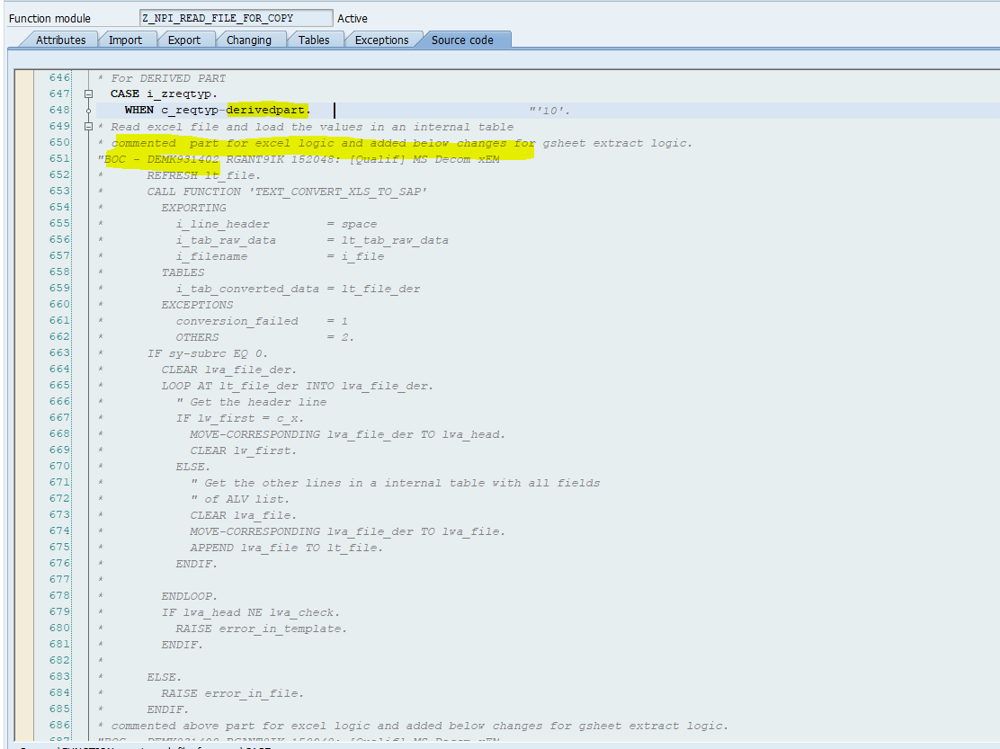 Function module Z_NPI_READ_FILE_FOR_COPY Active
Attributes Import Export Changing Tables Exceptions Source code
646 * For DERIVED PART
647 CASE i_zreqtyp.
648 WHEN c_reqtyp-derivedpart. "'10'.
649 * Read excel file and load the values in an internal table
650 * commented part for excel logic and added below changes for gsheet extract logic.
651 "BOC - DEMK931402 RGANT9IK 152048: [Qualif] MS Decom xEM
652 * REFRESH lt_file.
653 * CALL FUNCTION 'TEXT_CONVERT_XLS_TO_SAP'
654 * EXPORTING
655 * i_line_header = space
656 * i_tab_raw_data = lt_tab_raw_data
657 * i_filename = i_file
658 * TABLES
659 * i_tab_converted_data = lt_file_der
660 * EXCEPTIONS
661 * conversion_failed = 1
662 * OTHERS = 2.
663 * IF sy-subrc EQ 0.
664 * CLEAR lwa_file_der.
665 * LOOP AT lt_file_der INTO lwa_file_der.
666 * " Get the header line
667 * IF lw_first = c_x.
668 * MOVE-CORRESPONDING lwa_file_der TO lwa_head.
669 * CLEAR lw_first.
670 * ELSE.
671 * " Get the other lines in a internal table with all fields
672 * " of ALV list.
673 * CLEAR lwa_file.
674 * MOVE-CORRESPONDING lwa_file_der TO lwa_file.
675 * APPEND lwa_file TO lt_file.
676 * ENDIF.
677 *
678 * ENDLOOP.
679 * IF lwa_head NE lwa_check.
680 * RAISE error_in_template.
681 * ENDIF.
682 *
683 * ELSE.
684 * RAISE error_in_file.
685 * ENDIF.
686 * commented above part for excel logic and added below changes for gsheet extract logic.
687 "BOC - RGANT9IK 152048: [Qualif] MS Decom xEM